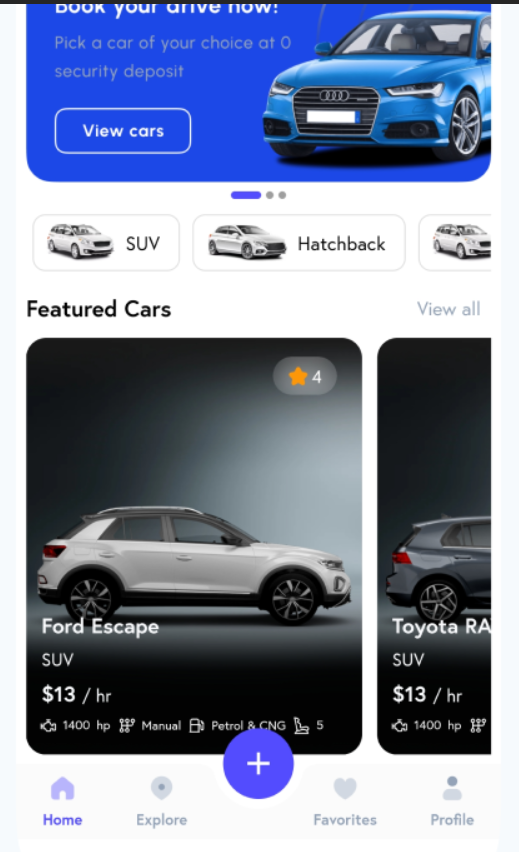 Book your drive now!
Pick a car of your choice at 0
security deposit
View cars
SUV
Hatchback
Featured Cars
View all
4
Ford Escape
SUV
$13 / hr
1400 hp Manual Petrol & CNG 5
Toyota RA
SUV
$13 / hr
1400 hp
+
Home
Explore
Favorites
Profile